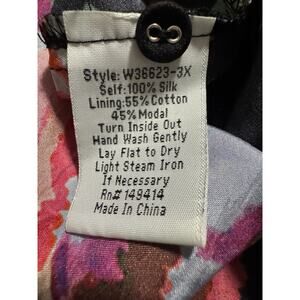 Style: W36623-3X
Self:100% Silk
Lining:55% Cotton
45% Modal
Turn Inside Out
Hand Wash Gently
Lay Flat to Dry
Light Steam Iron
If Necessary
Rn# 149414
Made In China